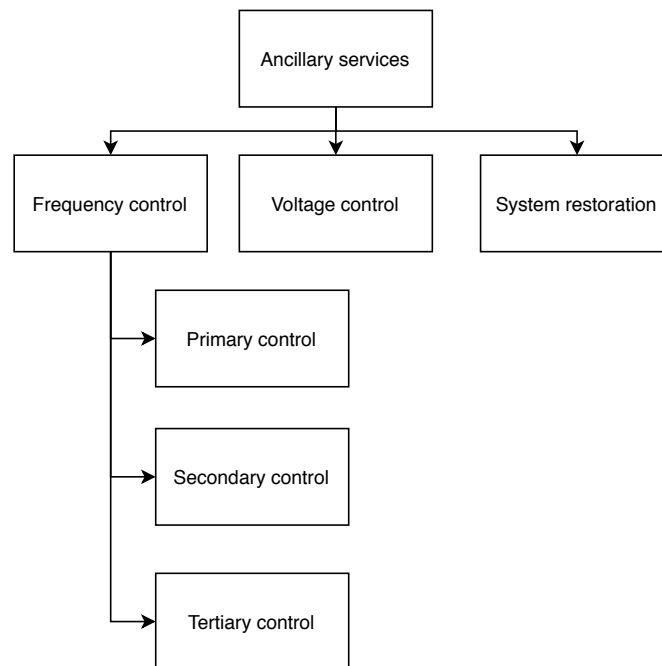 Ancillary services
Frequency control
Voltage control
System restoration
Primary control
Secondary control
Tertiary control